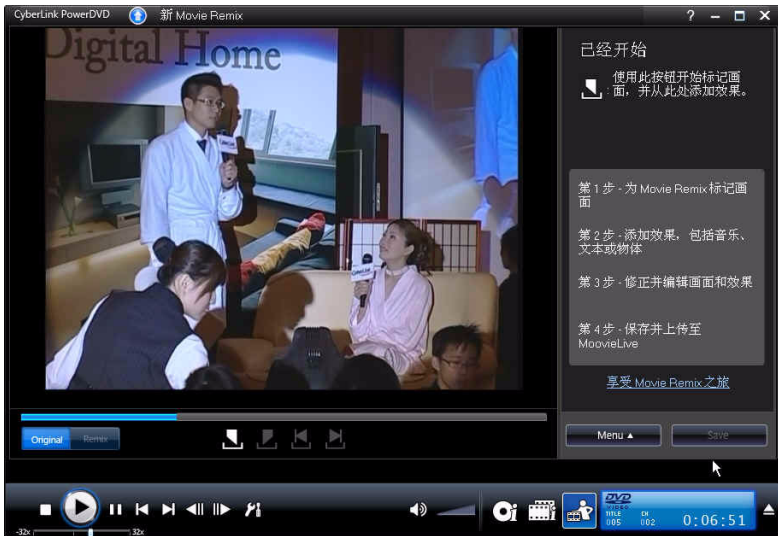 CyberLink PowerDVD
新 Movie Remix
?
Digital Home
CyberLink
CyberLink
已经开始
使用此按钮开始标记画
面，并从此处添加效果。
第 1 步 - 为 Movie Remix 标记画
面
第 2 步 - 添加效果，包括音乐、
文本或物体
第 3 步 - 修正并编辑画面和效果
第 4 步 - 保存并上传至
MoovieLive
享受 Movie Remix 之旅
Original
Remix
Menu
Save
DVD
VIDEO
TITLE
CH
005
002
0:06:51
-32x
32x